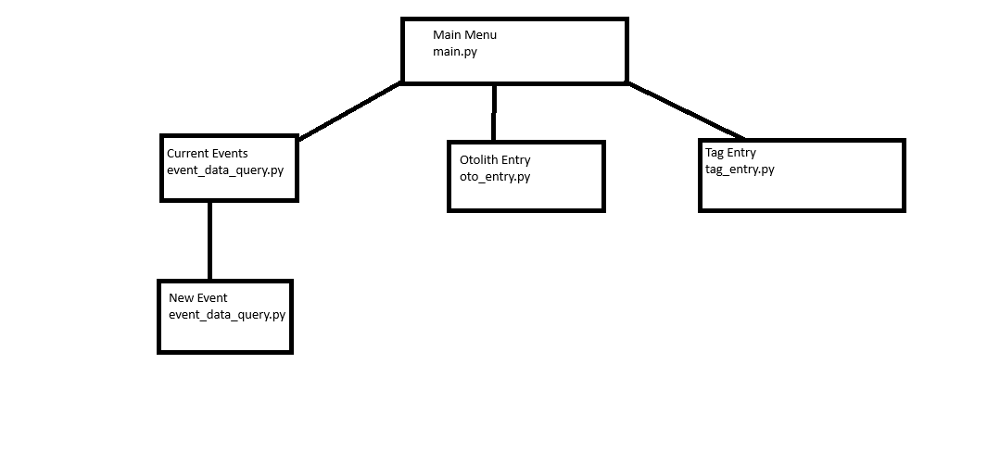 Main Menu
main.py
Current Events
event_data_query.py
Otolith Entry
oto_entry.py
Tag Entry
tag_entry.py
New Event
event_data_query.py